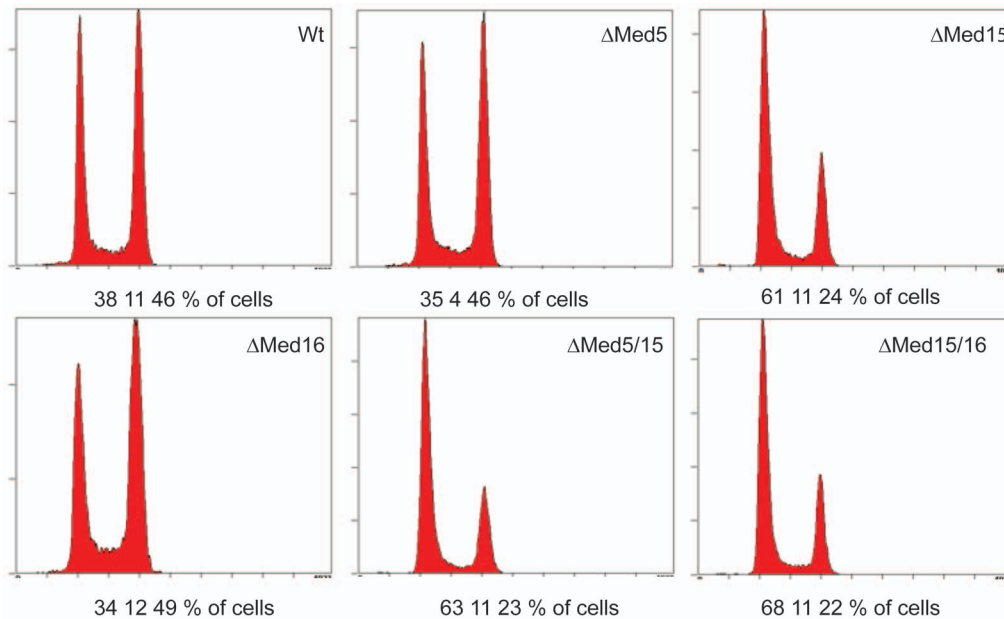 Wt
ΔMed5
ΔMed15
38 11 46 % of cells
35 4 46 % of cells
61 11 24 % of cells
ΔMed16
ΔMed5/15
ΔMed15/16
34 12 49 % of cells
63 11 23 % of cells
68 11 22 % of cells